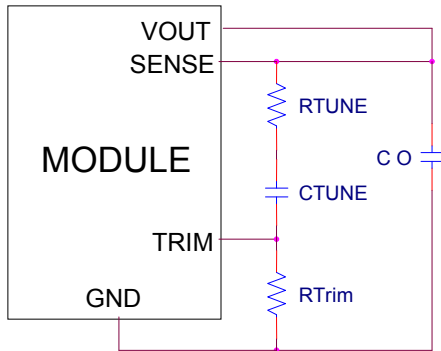 VOUT
SENSE
RTUNE
MODULE
C O
CTUNE
TRIM
GND
RTrim